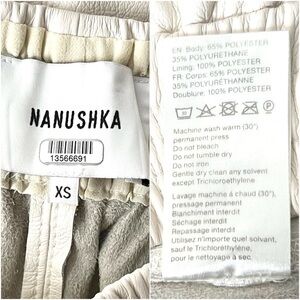 NANUSHKA
13566691
XS
EN: Body: 65% POLYESTER
35% POLYURETHANE
Lining: 100% POLYESTER
FR: Corps: 65% POLYESTER
35% POLYURÉTHANE
Doublure: 100% POLYESTER
Machine wash warm (30°)
permanent press
Do not bleach
Do not tumble dry
Do not iron
Gentle dry clean any solvent
except Trichloroethylene
Lavage machine à chaud (30°).
pressage permanent
Blanchiment interdit
Séchage interdit
Repassage interdit
N'utilisez n'importe quel solvent,
sauf le Trichloroéthylène.
pour le nettoyage à sec.